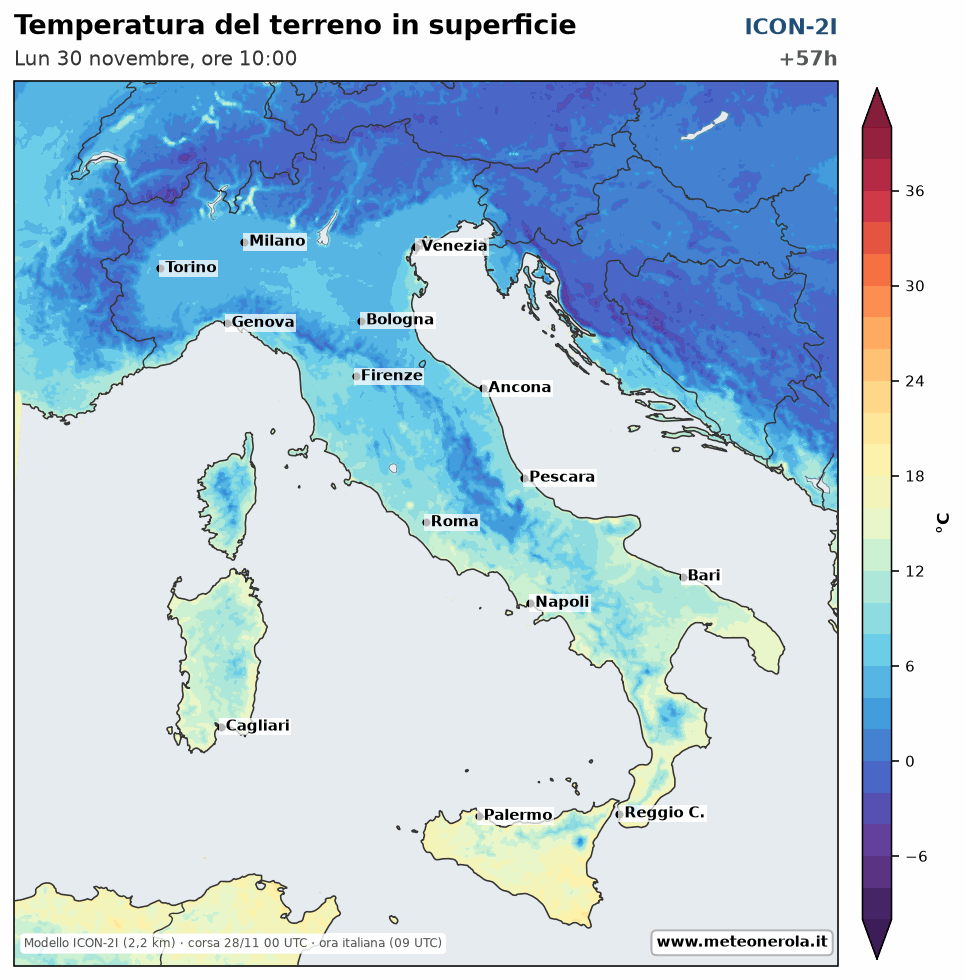 Temperatura del terreno in superficie
ICON-2I
Lun 30 novembre, ore 10:00
+57h
Milano
Venezia
Torino
Genova
Bologna
Firenze
Ancona
Pescara
Roma
Bari
Napoli
Cagliari
Palermo
Reggio C.
36
30
24
18
12
6
0
−6
°C
Modello ICON-2I (2,2 km) · corsa 28/11 00 UTC · ora italiana (09 UTC)
www.meteonerola.it